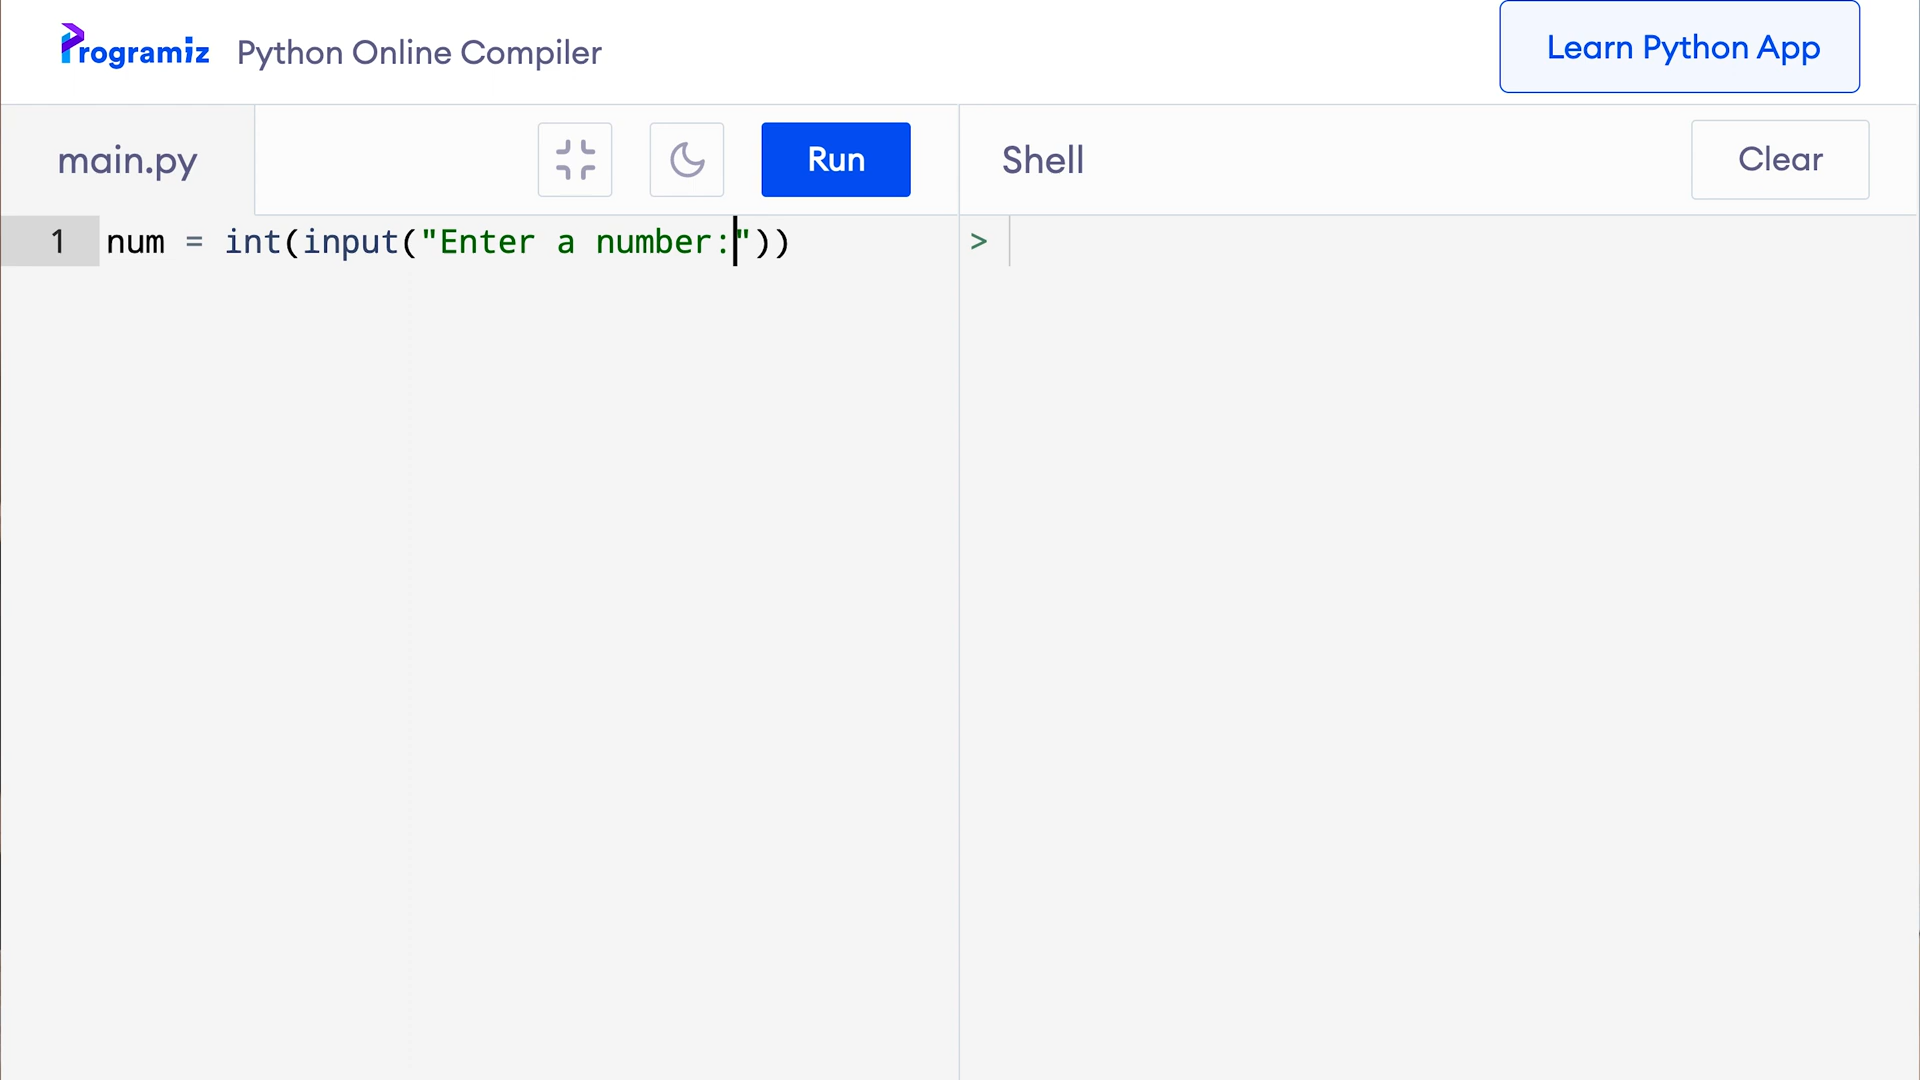 Programiz Python Online Compiler
Learn Python App
main.py
Run
Shell
Clear
1 num = int(input("Enter a number:"))
>